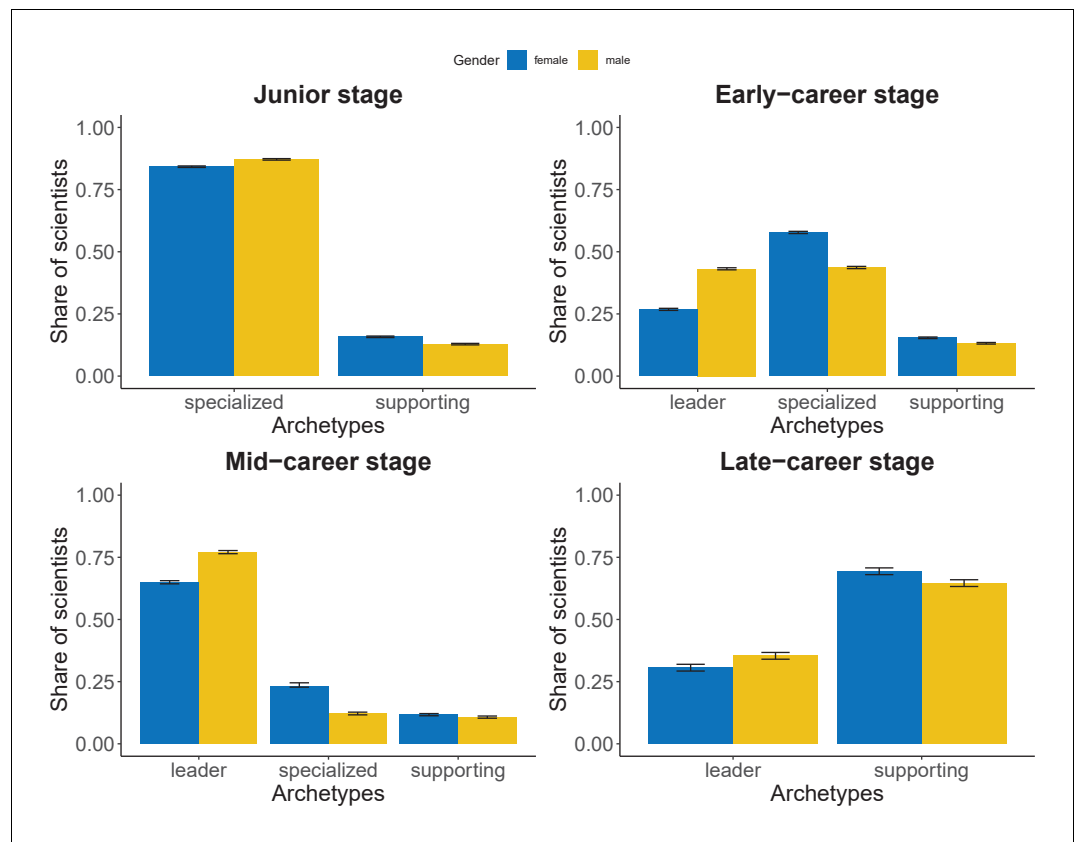 Gender female male
Junior stage
Share of scientists
1.00
0.75
0.50
0.25
0.00
specialized supporting
Archetypes
Early−career stage
Share of scientists
1.00
0.75
0.50
0.25
0.00
leader specialized supporting
Archetypes
Mid−career stage
Share of scientists
1.00
0.75
0.50
0.25
0.00
leader specialized supporting
Archetypes
Late−career stage
Share of scientists
1.00
0.75
0.50
0.25
0.00
leader supporting
Archetypes